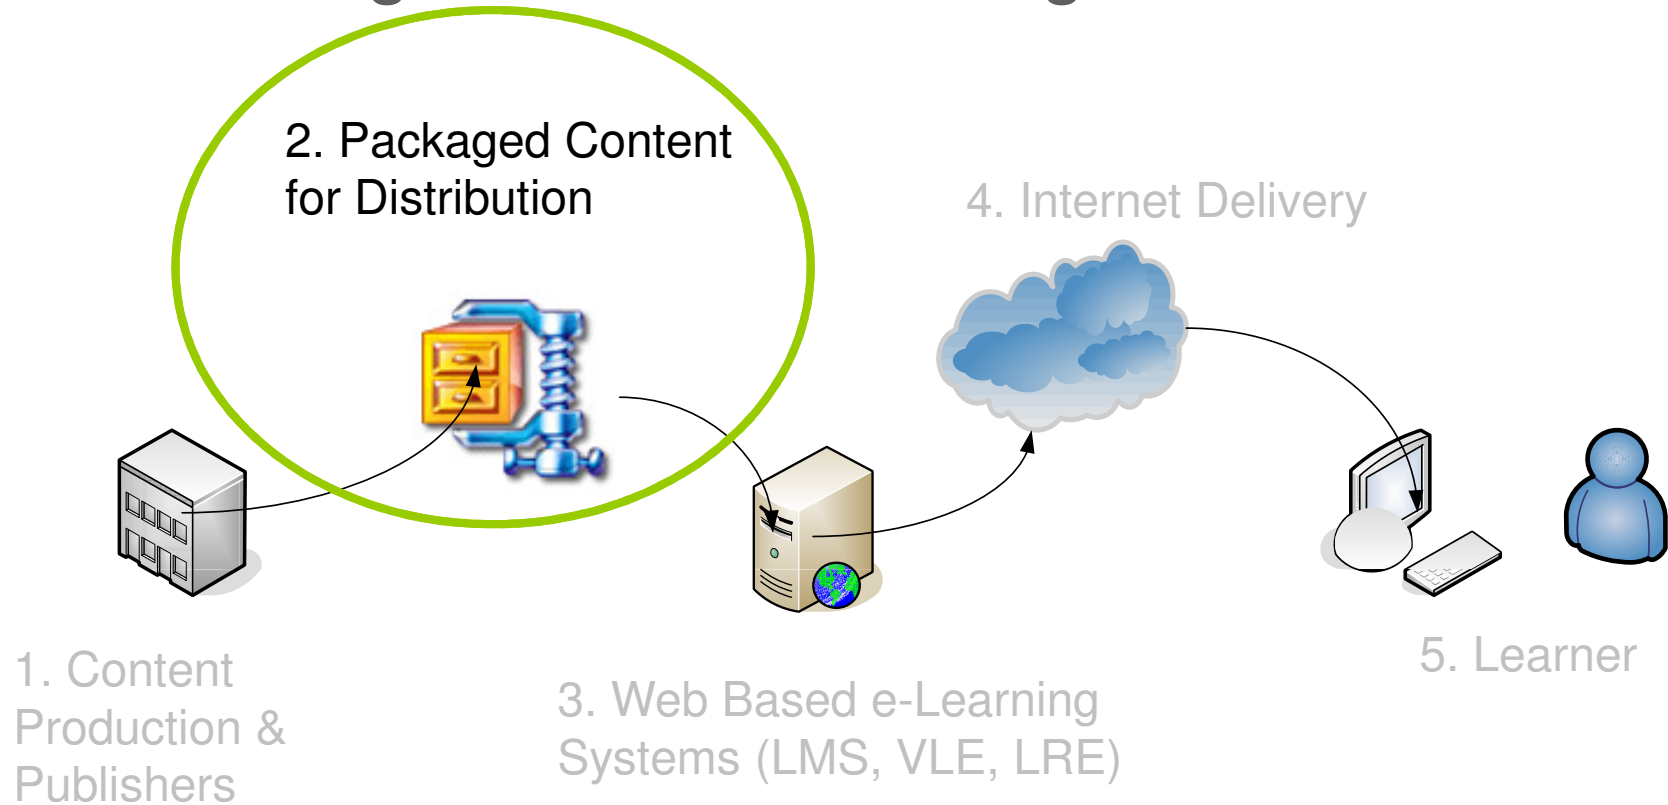 2. Packaged Content
for Distribution
4. Internet Delivery
1. Content
Production &
Publishers
3. Web Based e-Learning
Systems (LMS, VLE, LRE)
5. Learner